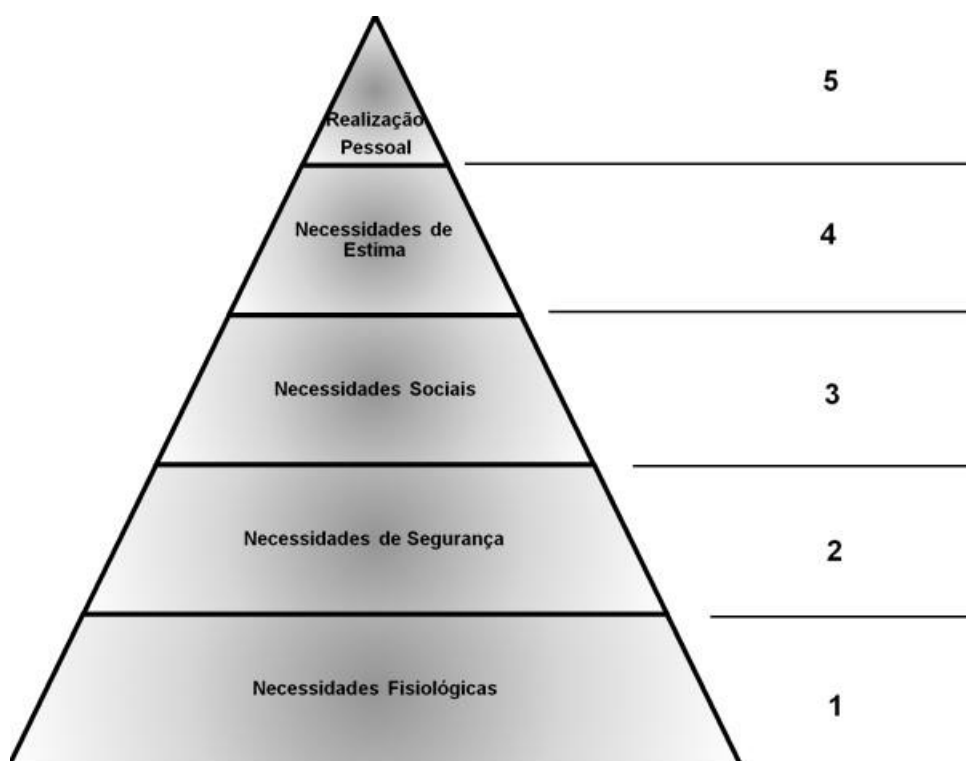 5
Realização
Pessoal
4
Necessidades de
Estima
3
Necessidades Sociais
2
Necessidades de Segurança
1
Necessidades Fisiológicas